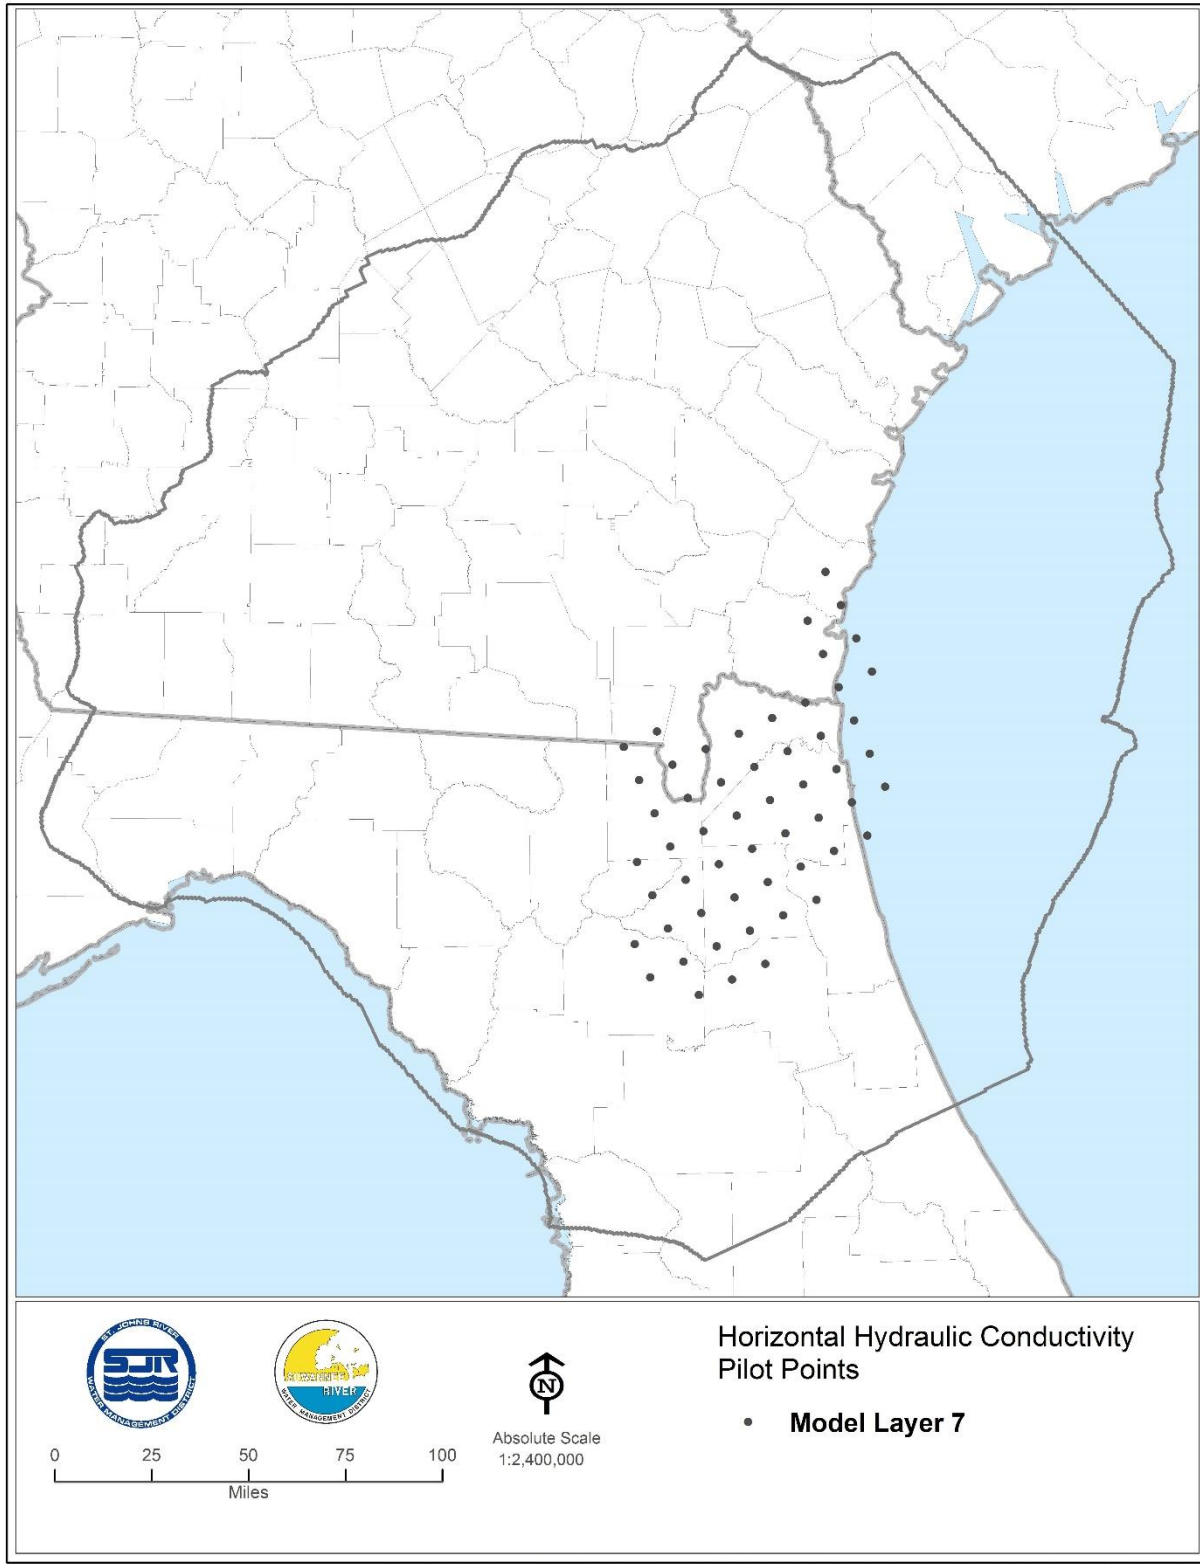 ST. JOHNS RIVER
SJR
WATER MANAGEMENT DISTRICT
SUWANNEE
RIVER
WATER MANAGEMENT DISTRICT
N
Absolute Scale
1:2,400,000
0 25 50 75 100
Miles
Horizontal Hydraulic Conductivity
Pilot Points
Model Layer 7